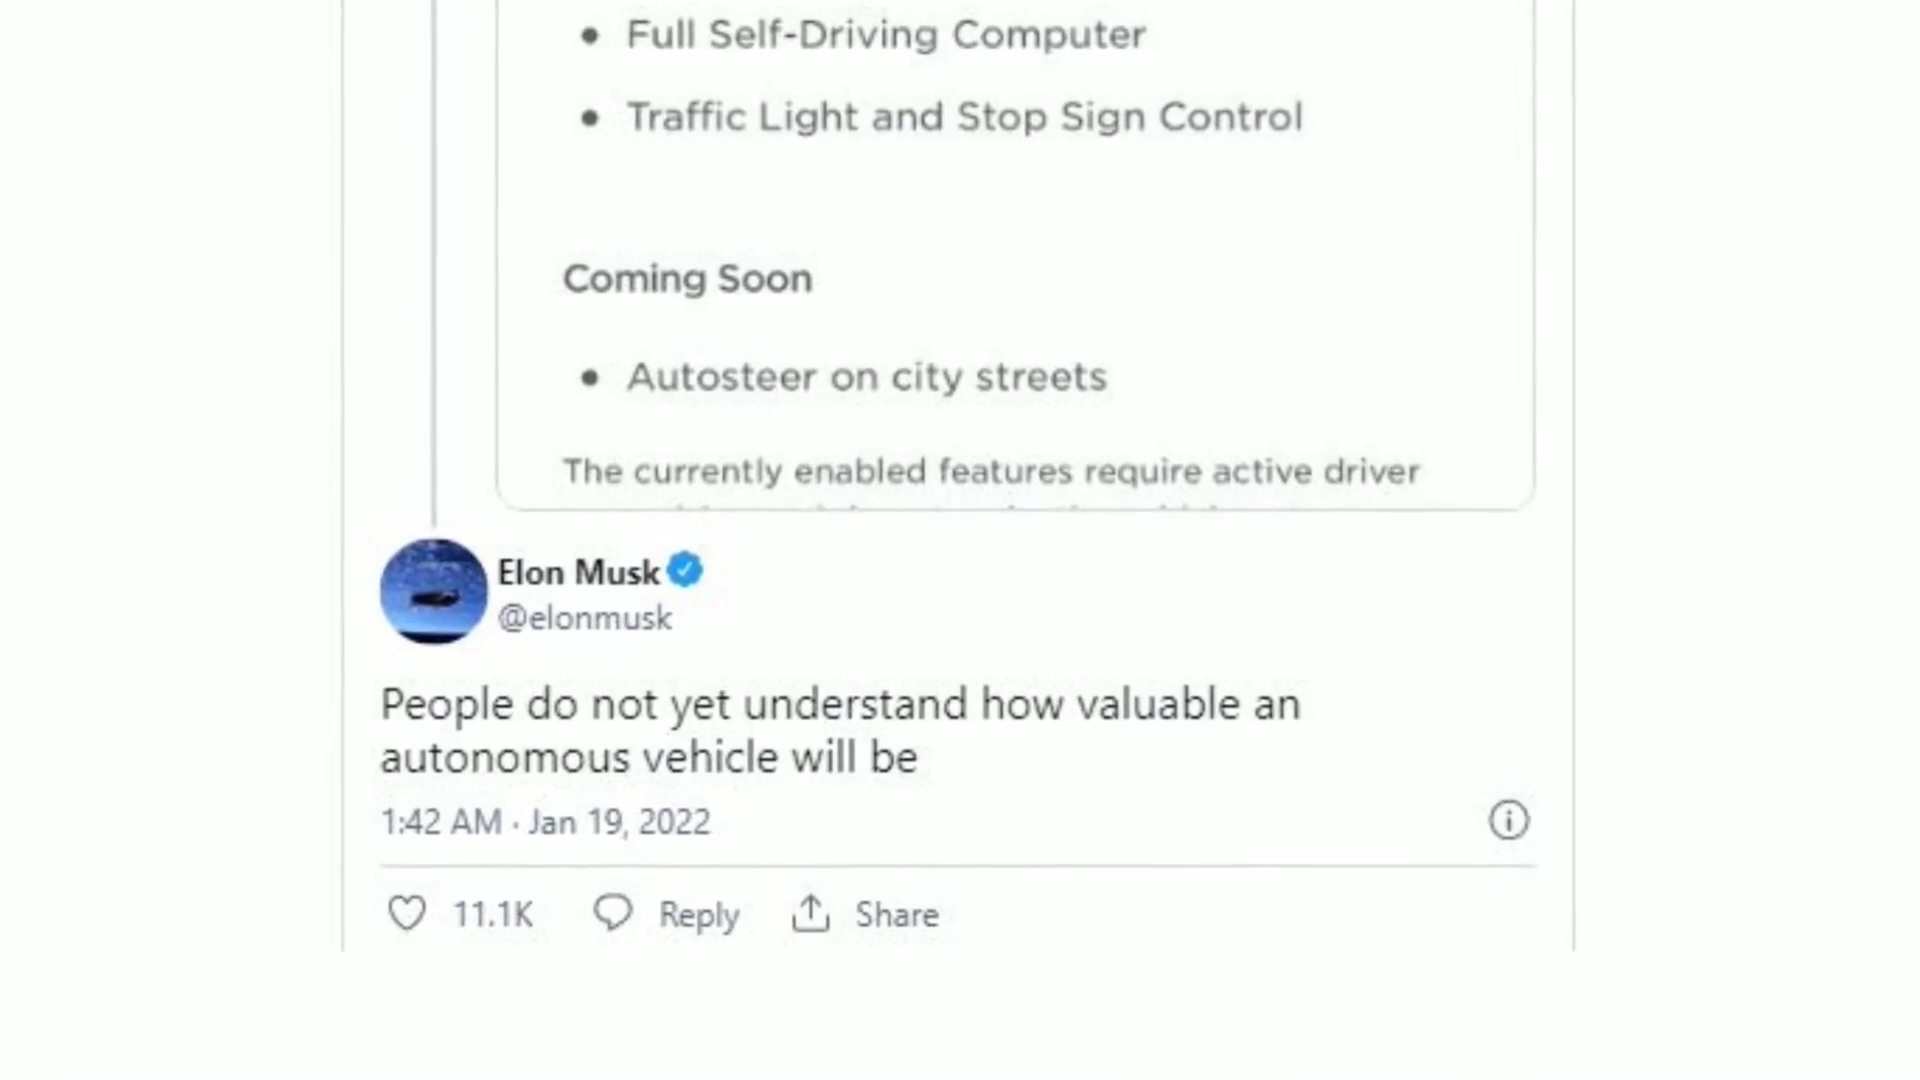 • Full Self-Driving Computer
• Traffic Light and Stop Sign Control
Coming Soon
• Autosteer on city streets
The currently enabled features require active driver
Elon Musk
@elonmusk
People do not yet understand how valuable an
autonomous vehicle will be
1:42 AM · Jan 19, 2022
11.1K Reply Share